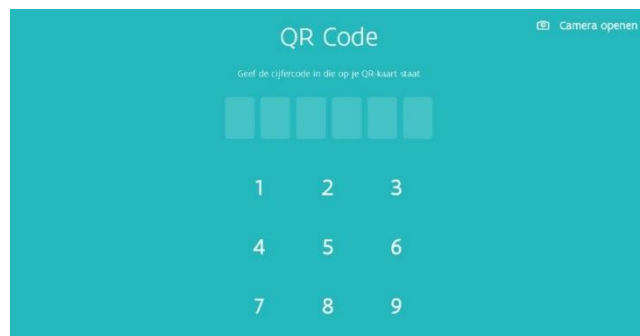 QR Code
Camera openen
Geef de cijfercode in die op je QR-kaart staat
1 2 3
4 5 6
7 8 9